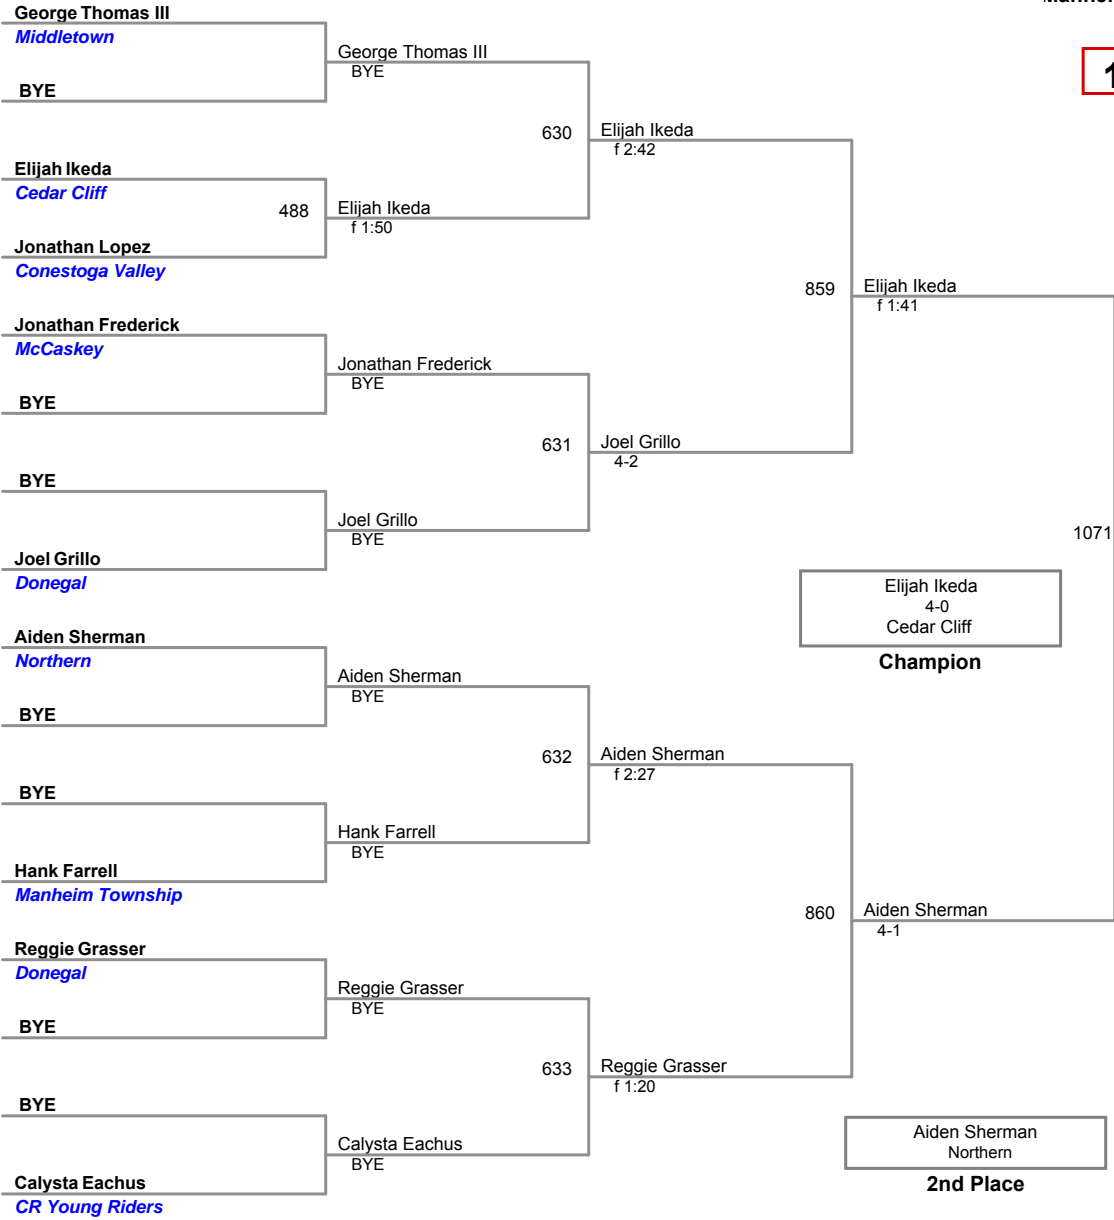 George Thomas III
Middletown
BYE
Elijah Ikeda
Cedar Cliff
Jonathan Lopez
Conestoga Valley
Jonathan Frederick
McCaskey
BYE
BYE
Joel Grillo
Donegal
Aiden Sherman
Northern
BYE
BYE
Hank Farrell
Manheim Township
Reggie Grasser
Donegal
BYE
BYE
Calysta Eachus
CR Young Riders
George Thomas III
BYE
488
Elijah Ikeda
f 1:50
Jonathan Frederick
BYE
Joel Grillo
BYE
Aiden Sherman
BYE
Hank Farrell
BYE
Reggie Grasser
BYE
Calysta Eachus
BYE
630
Elijah Ikeda
f 2:42
631
Joel Grillo
4-2
632
Aiden Sherman
f 2:27
633
Reggie Grasser
f 1:20
859
Elijah Ikeda
f 1:41
860
Aiden Sherman
4-1
1071
Elijah Ikeda
4-0
Cedar Cliff
Champion
Aiden Sherman
Northern
2nd Place